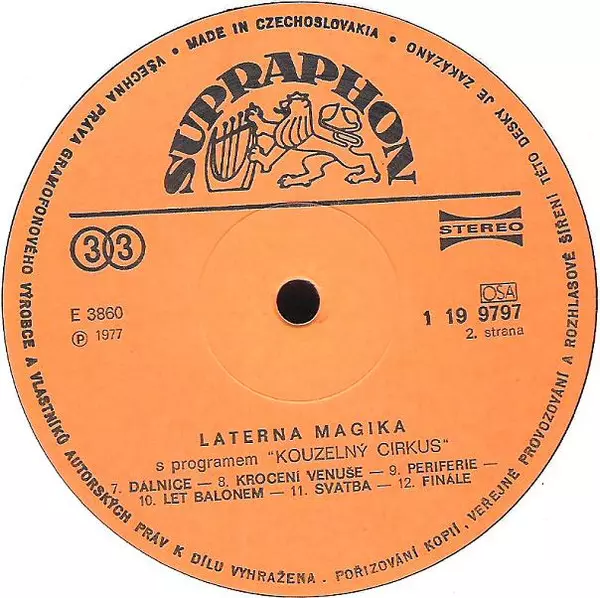 • MADE IN CZECHOSLOVAKIA •
VŠECHNA PRÁVA GRAMOFONOVÉHO VÝROBCE A VLASTNÍKŮ AUTORSKÝCH PRÁV K DÍLU VYHRAŽENA. POŘIZOVÁNÍ KOPIÍ, VEŘEJNÉ PROVOZOVÁNÍ A ROZHLASOVÉ ŠÍŘENÍ TÉTO DESKY JE ZAKÁZÁNO
SUPRAPHON
33
STEREO
E 3860
℗ 1977
OSA
1 19 9797
2. strana
LATERNA MAGIKA
s programem "KOUZELNÝ CIRKUS"
7. DÁLNICE — 8. KROCENÍ VENUŠE — 9. PERIFERIE —
10. LET BALONEM — 11. SVATBA — 12. FINÁLE